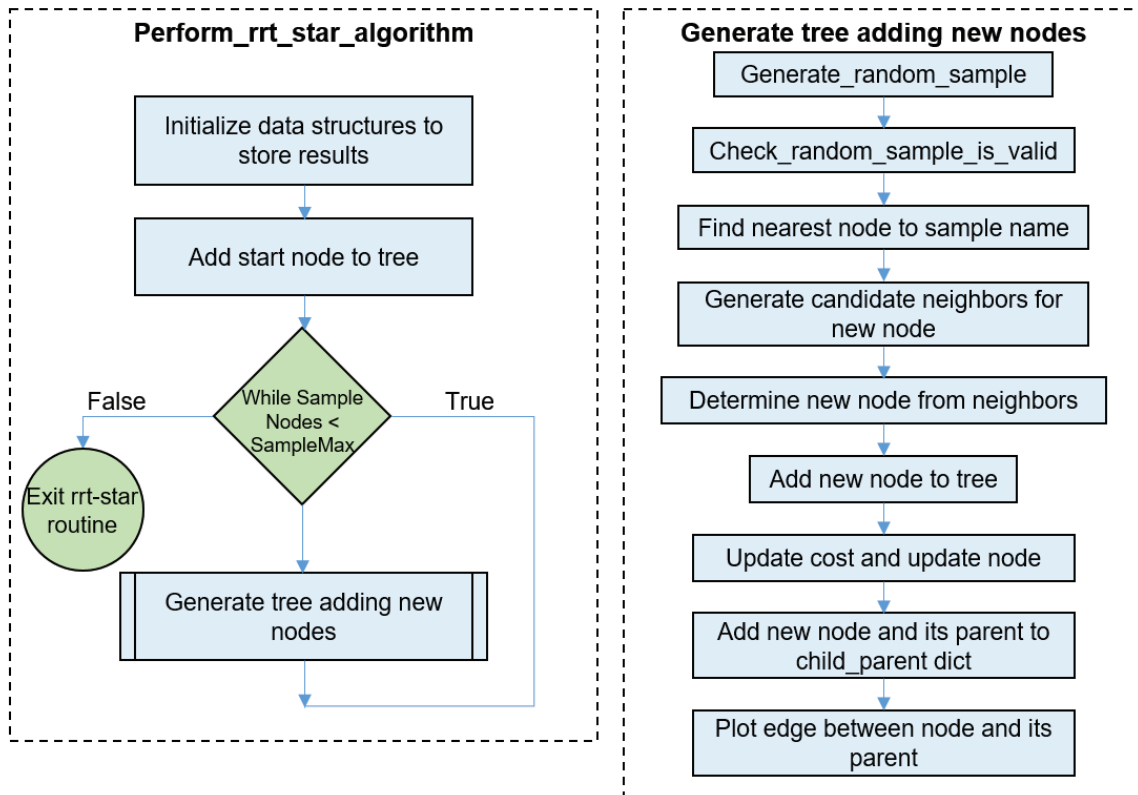 Perform_rrt_star_algorithm
Initialize data structures to
store results
Add start node to tree
While Sample
Nodes <
SampleMax
False
True
Exit rrt-star
routine
Generate tree adding new
nodes
Generate tree adding new nodes
Generate_random_sample
Check_random_sample_is_valid
Find nearest node to sample name
Generate candidate neighbors for
new node
Determine new node from neighbors
Add new node to tree
Update cost and update node
Add new node and its parent to
child_parent dict
Plot edge between node and its
parent